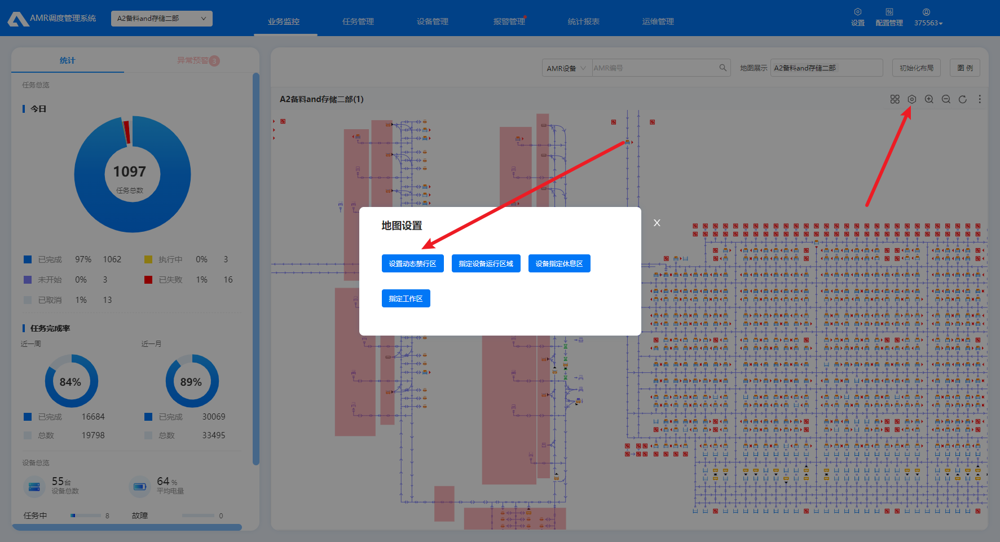 AMR调度管理系统
A2备料and存储二部
业务监控
任务管理
设备管理
报警管理
统计报表
运维管理
设置
配置管理
375563
统计
异常预警 3
任务总览
今日
1097
任务总数
已完成 97% 1062
执行中 0% 3
未开始 0% 3
已失败 1% 16
已取消 1% 13
任务完成率
近一周
近一月
84%
89%
已完成 16684
已完成 30069
总数 19798
总数 33495
设备总览
55台
设备总数
64 %
平均电量
任务中 8
故障 0
AMR设备
AMR编号
地图展示
A2备料and存储二部
初始化布局
图 例
A2备料and存储二部(1)
地图设置
X
设置动态禁行区
指定设备运行区域
设备指定休息区
指定工作区